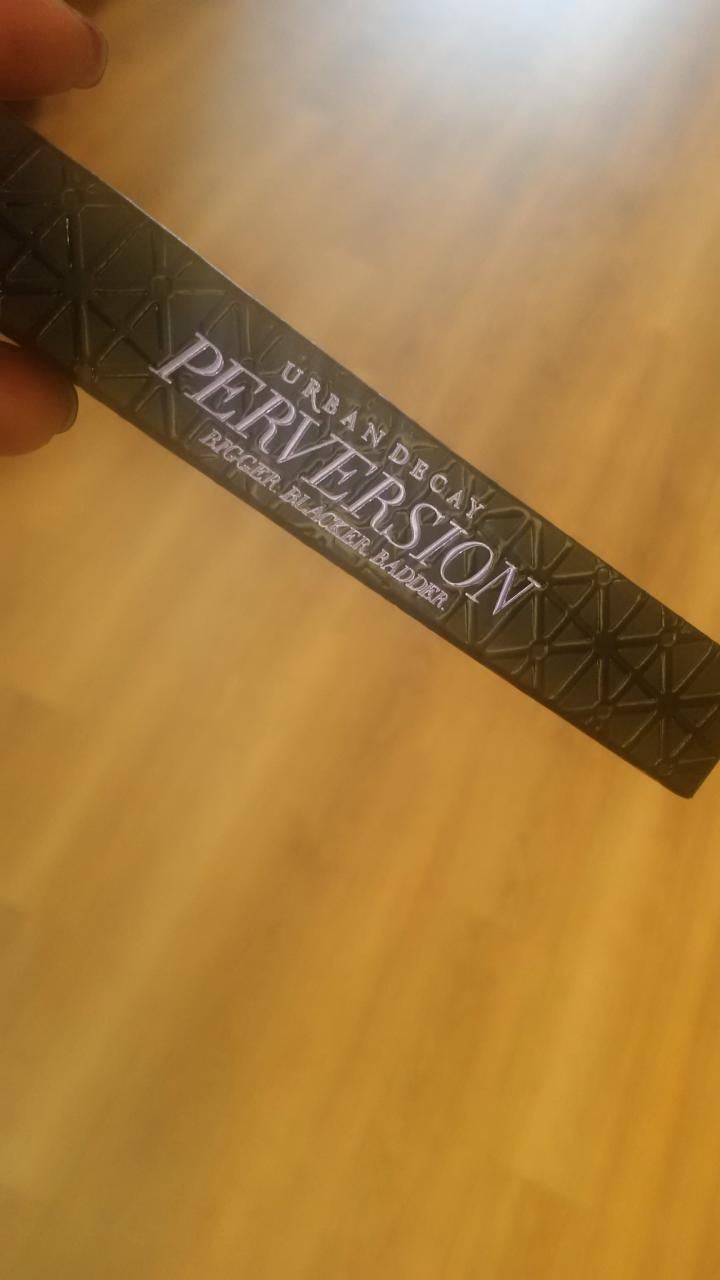 URBAN DECAY
PERVERSION
BIGGER. BLACKER. BADDER.